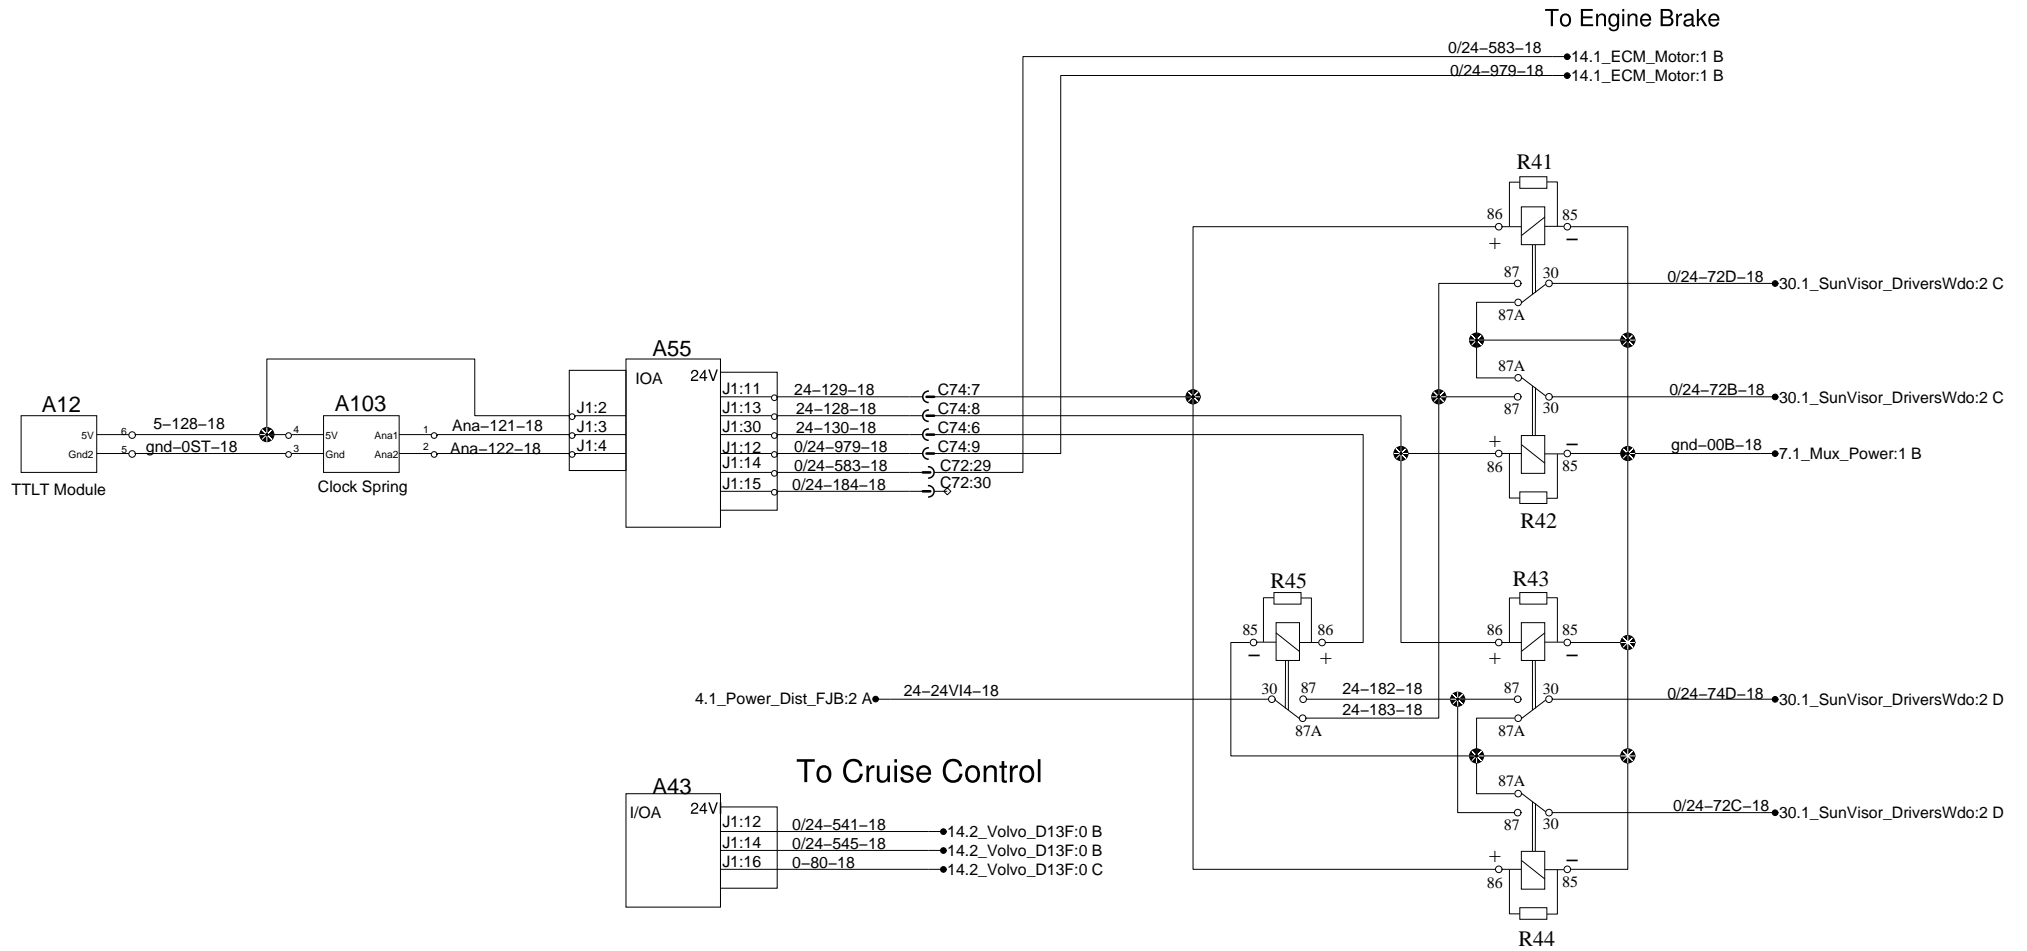 To Engine Brake
0/24–583–18
14.1_ECM_Motor:1 B
0/24–979–18
14.1_ECM_Motor:1 B
R41
86
85
+
–
87
30
0/24–72D–18
30.1_SunVisor_DriversWdo:2 C
87A
87A
0/24–72B–18
30.1_SunVisor_DriversWdo:2 C
87
30
+
–
gnd–00B–18
7.1_Mux_Power:1 B
86
85
R42
A12
5V
Gnd2
6
5
TTLT Module
5–128–18
gnd–0ST–18
A103
4
3
5V
Gnd
Ana1
Ana2
1
2
Clock Spring
Ana–121–18
Ana–122–18
A55
IOA
24V
J1:2
J1:3
J1:4
J1:11
24–129–18
C74:7
J1:13
24–128–18
C74:8
J1:30
24–130–18
C74:6
J1:12
0/24–979–18
C74:9
J1:14
0/24–583–18
C72:29
J1:15
0/24–184–18
C72:30
R45
85
86
–
+
30
87
87A
4.1_Power_Dist_FJB:2 A
24–24VI4–18
24–182–18
24–183–18
R43
86
85
+
–
87
30
0/24–74D–18
30.1_SunVisor_DriversWdo:2 D
87A
87A
0/24–72C–18
30.1_SunVisor_DriversWdo:2 D
87
30
+
–
86
85
R44
To Cruise Control
A43
I/OA
24V
J1:12
0/24–541–18
14.2_Volvo_D13F:0 B
J1:14
0/24–545–18
14.2_Volvo_D13F:0 B
J1:16
0–80–18
14.2_Volvo_D13F:0 C